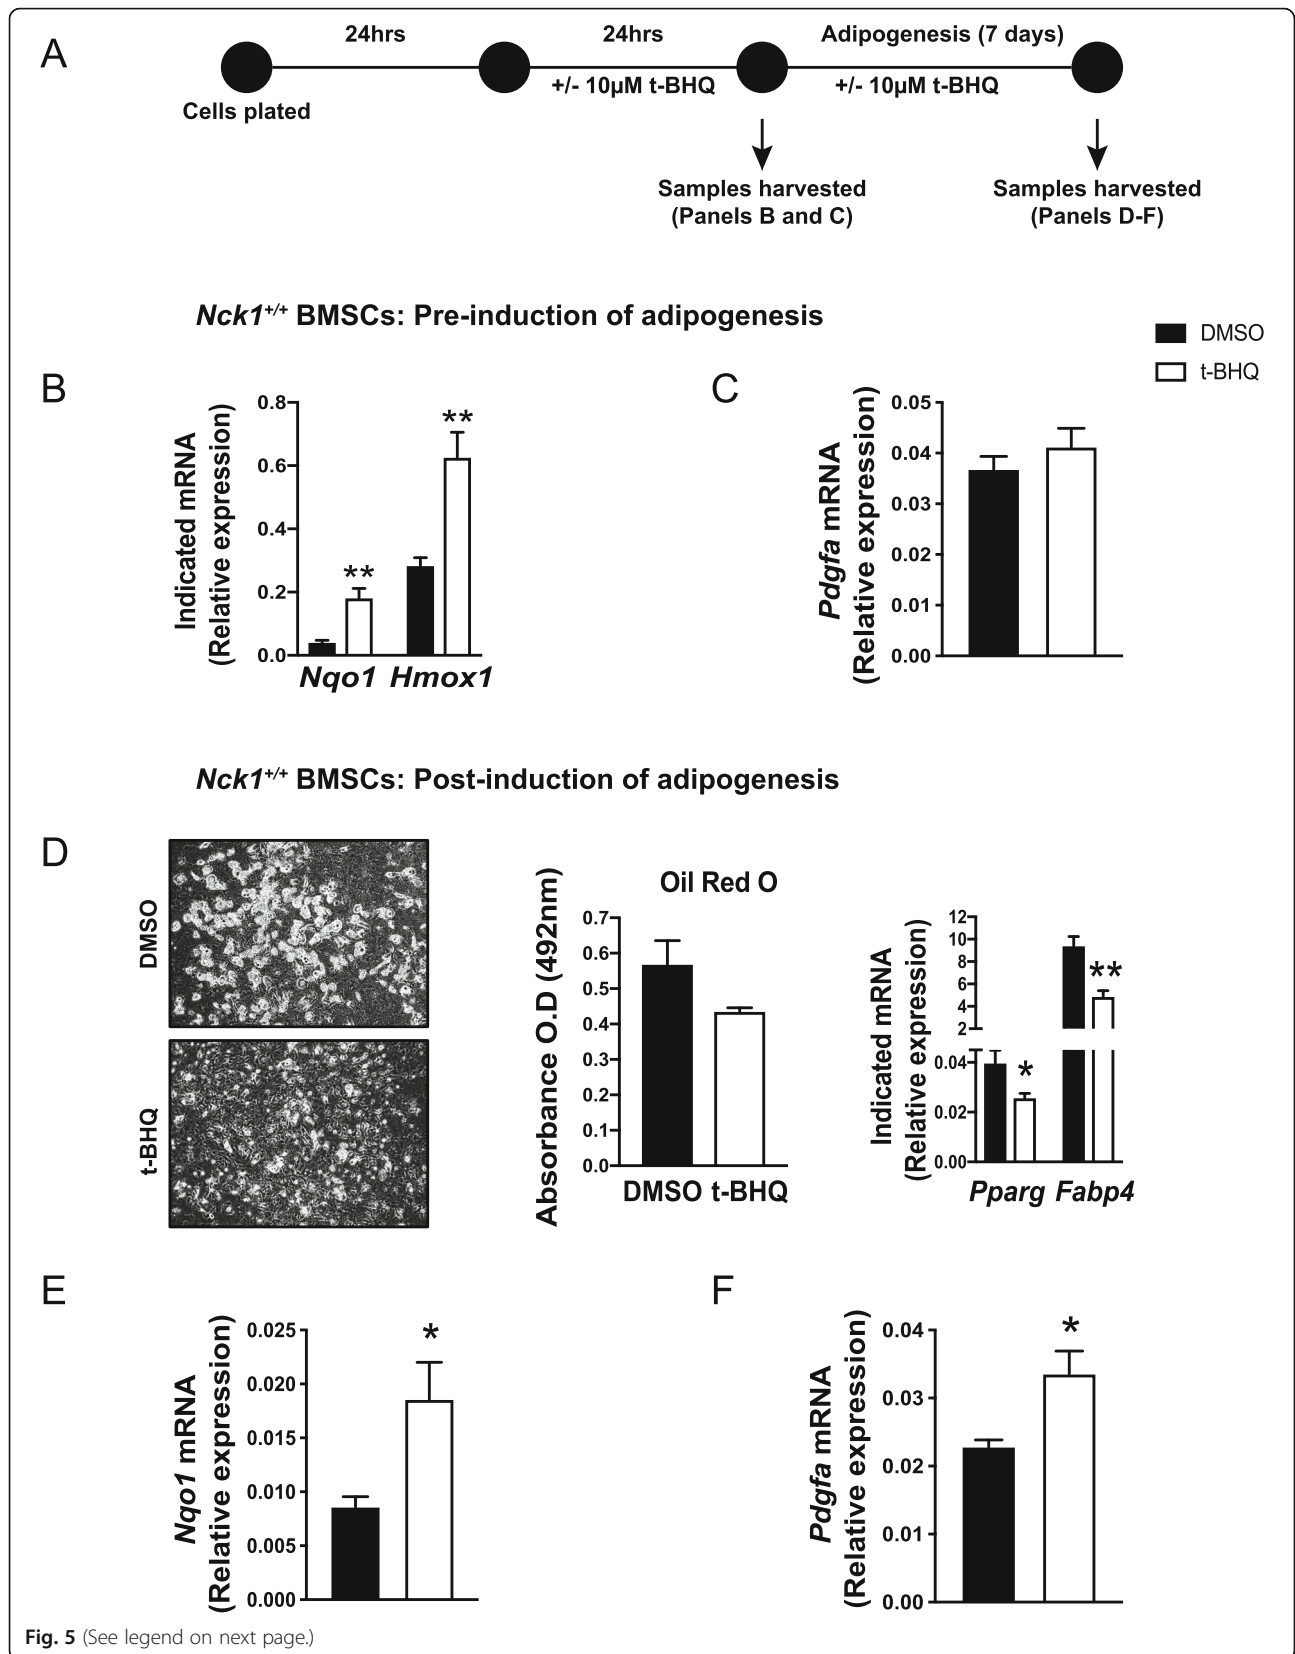 A
24hrs
24hrs
Adipogenesis (7 days)
+/- 10µM t-BHQ
+/- 10µM t-BHQ
Cells plated
Samples harvested
(Panels B and C)
Samples harvested
(Panels D-F)
Nck1+/+ BMSCs: Pre-induction of adipogenesis
DMSO
t-BHQ
B
Indicated mRNA
(Relative expression)
0.8
0.6
0.4
0.2
0.0
**
**
Nqo1
Hmox1
C
Pdgfa mRNA
(Relative expression)
0.05
0.04
0.03
0.02
0.01
0.00
Nck1+/+ BMSCs: Post-induction of adipogenesis
D
DMSO
t-BHQ
Oil Red O
Absorbance O.D (492nm)
0.7
0.6
0.5
0.4
0.3
0.2
0.1
0.0
DMSO
t-BHQ
Indicated mRNA
(Relative expression)
12
10
8
6
4
2
0.04
0.02
0.00
*
**
Pparg
Fabp4
E
Nqo1 mRNA
(Relative expression)
0.025
0.020
0.015
0.010
0.005
0.000
*
F
Pdgfa mRNA
(Relative expression)
0.04
0.03
0.02
0.01
0.00
*
Fig. 5 (See legend on next page.)